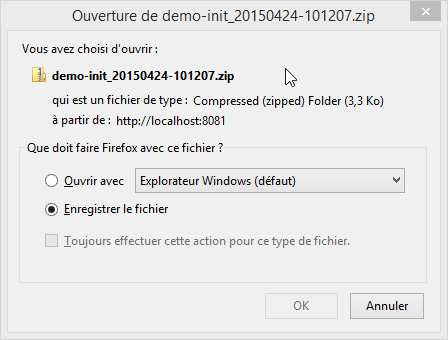 Ouverture de demo-init_20150424-101207.zip
Vous avez choisi d'ouvrir :
demo-init_20150424-101207.zip
qui est un fichier de type : Compressed (zipped) Folder (3,3 Ko)
à partir de : http://localhost:8081
Que doit faire Firefox avec ce fichier ?
Ouvrir avec Explorateur Windows (défaut)
Enregistrer le fichier
Toujours effectuer cette action pour ce type de fichier.
OK Annuler